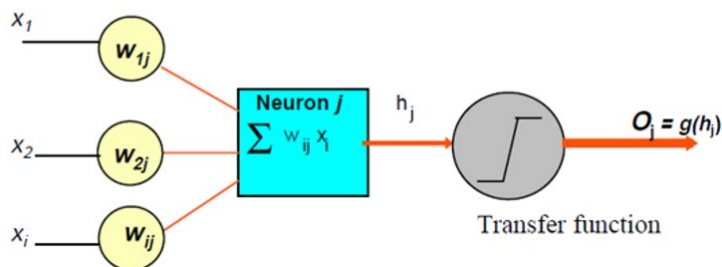 x₁
w₁ⱼ
x₂
w₂ⱼ
xᵢ
wᵢⱼ
Neuron j
∑ wᵢⱼ xᵢ
hⱼ
Oⱼ = g(hⱼ)
Transfer function